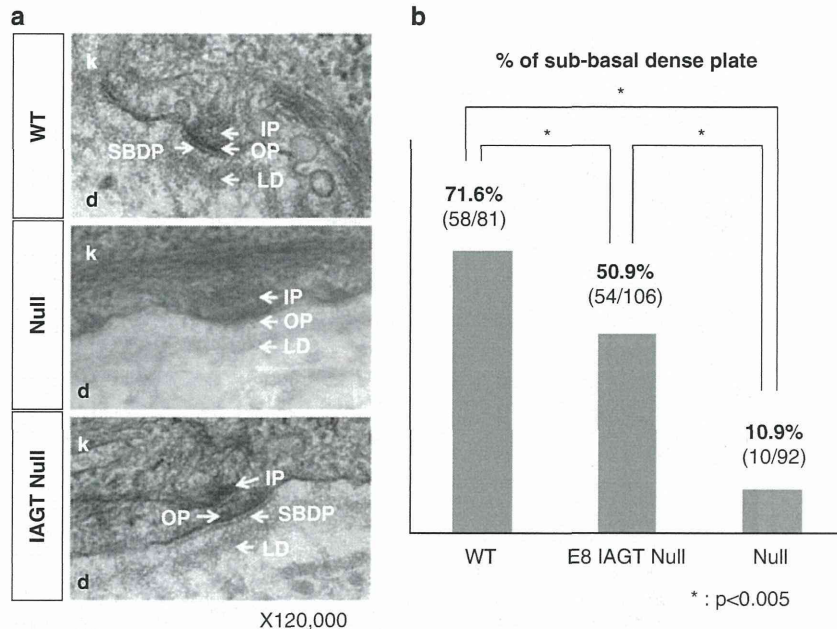 a
WT
k
IP
SBDP
OP
LD
d
Null
k
IP
OP
LD
d
IAGT Null
k
IP
OP
SBDP
LD
d
X120,000
b
% of sub-basal dense plate
*
*
*
71.6%
(58/81)
50.9%
(54/106)
10.9%
(10/92)
WT
E8 IAGT Null
Null
* : p<0.005